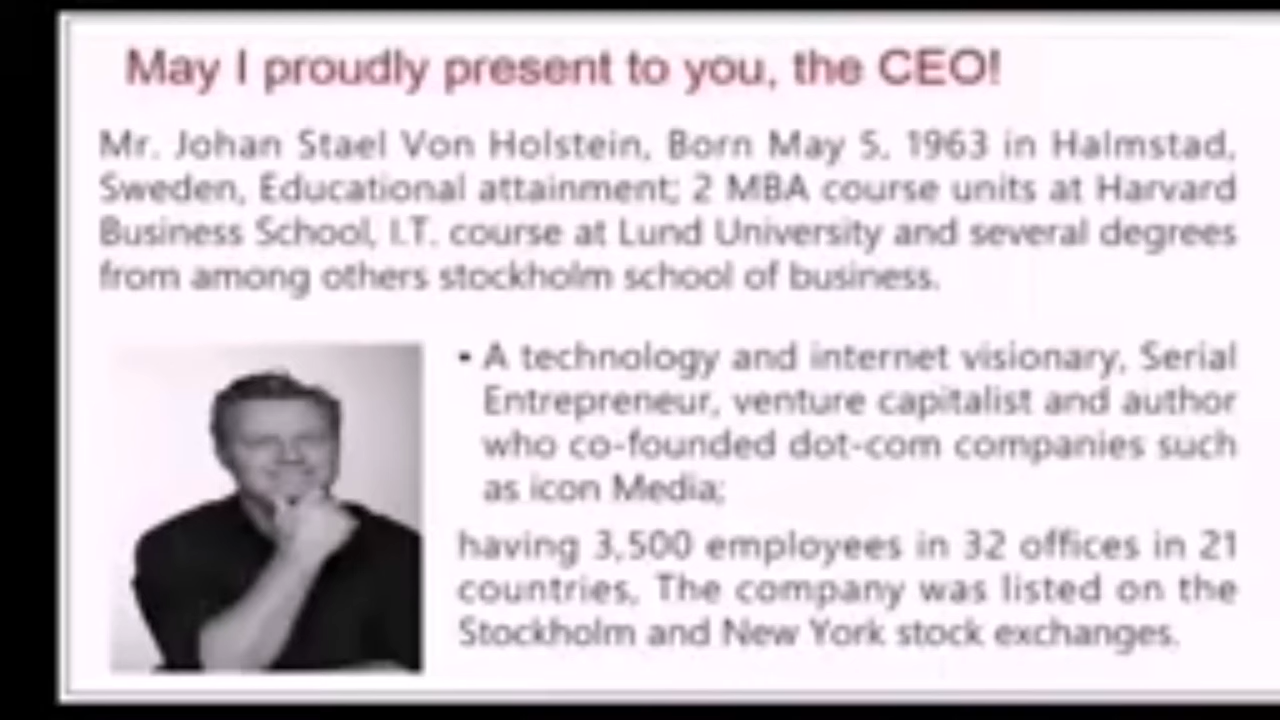 May I proudly present to you, the CEO!
Mr. Johan Stael Von Holstein, Born May 5, 1963 in Halmstad,
Sweden, Educational attainment; 2 MBA course units at Harvard
Business School, I.T. course at Lund University and several degrees
from among others stockholm school of business.
• A technology and internet visionary, Serial
Entrepreneur, venture capitalist and author
who co-founded dot-com companies such
as icon Media;
having 3,500 employees in 32 offices in 21
countries, The company was listed on the
Stockholm and New York stock exchanges.